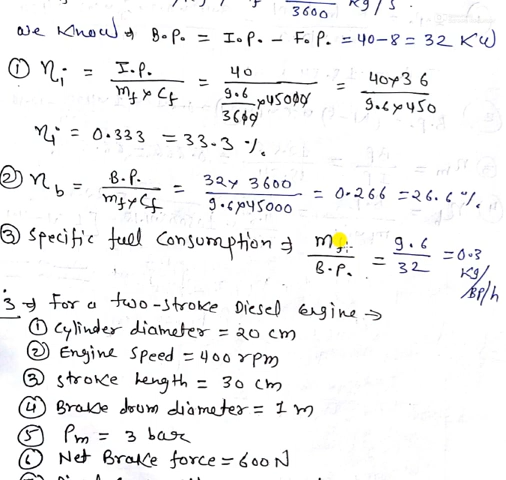 3600 Kg/s.
We Know → B.P. = I.P. - F.P. = 40-8 = 32 KW
① ηi = I.P. / mf × Cf = 40 / (9.6/3600 × 45000) = 40×36 / 9.6×450
ηi = 0.333 = 33.3 %.
② ηb = B.P. / mf × Cf = 32 × 3600 / 9.6×45000 = 0.266 = 26.6 %.
③ Specific full Consumption → mf / B.P. = 9.6 / 32 = 0.3 Kg/BP/h
3 → For a two-stroke Diesel Engine →
① Cylinder diameter = 20 cm
② Engine Speed = 400 rpm
③ Stroke Length = 30 cm
④ Brake drum diameter = 1 m
⑤ Pm = 3 bar
⑥ Net Brake force = 600 N